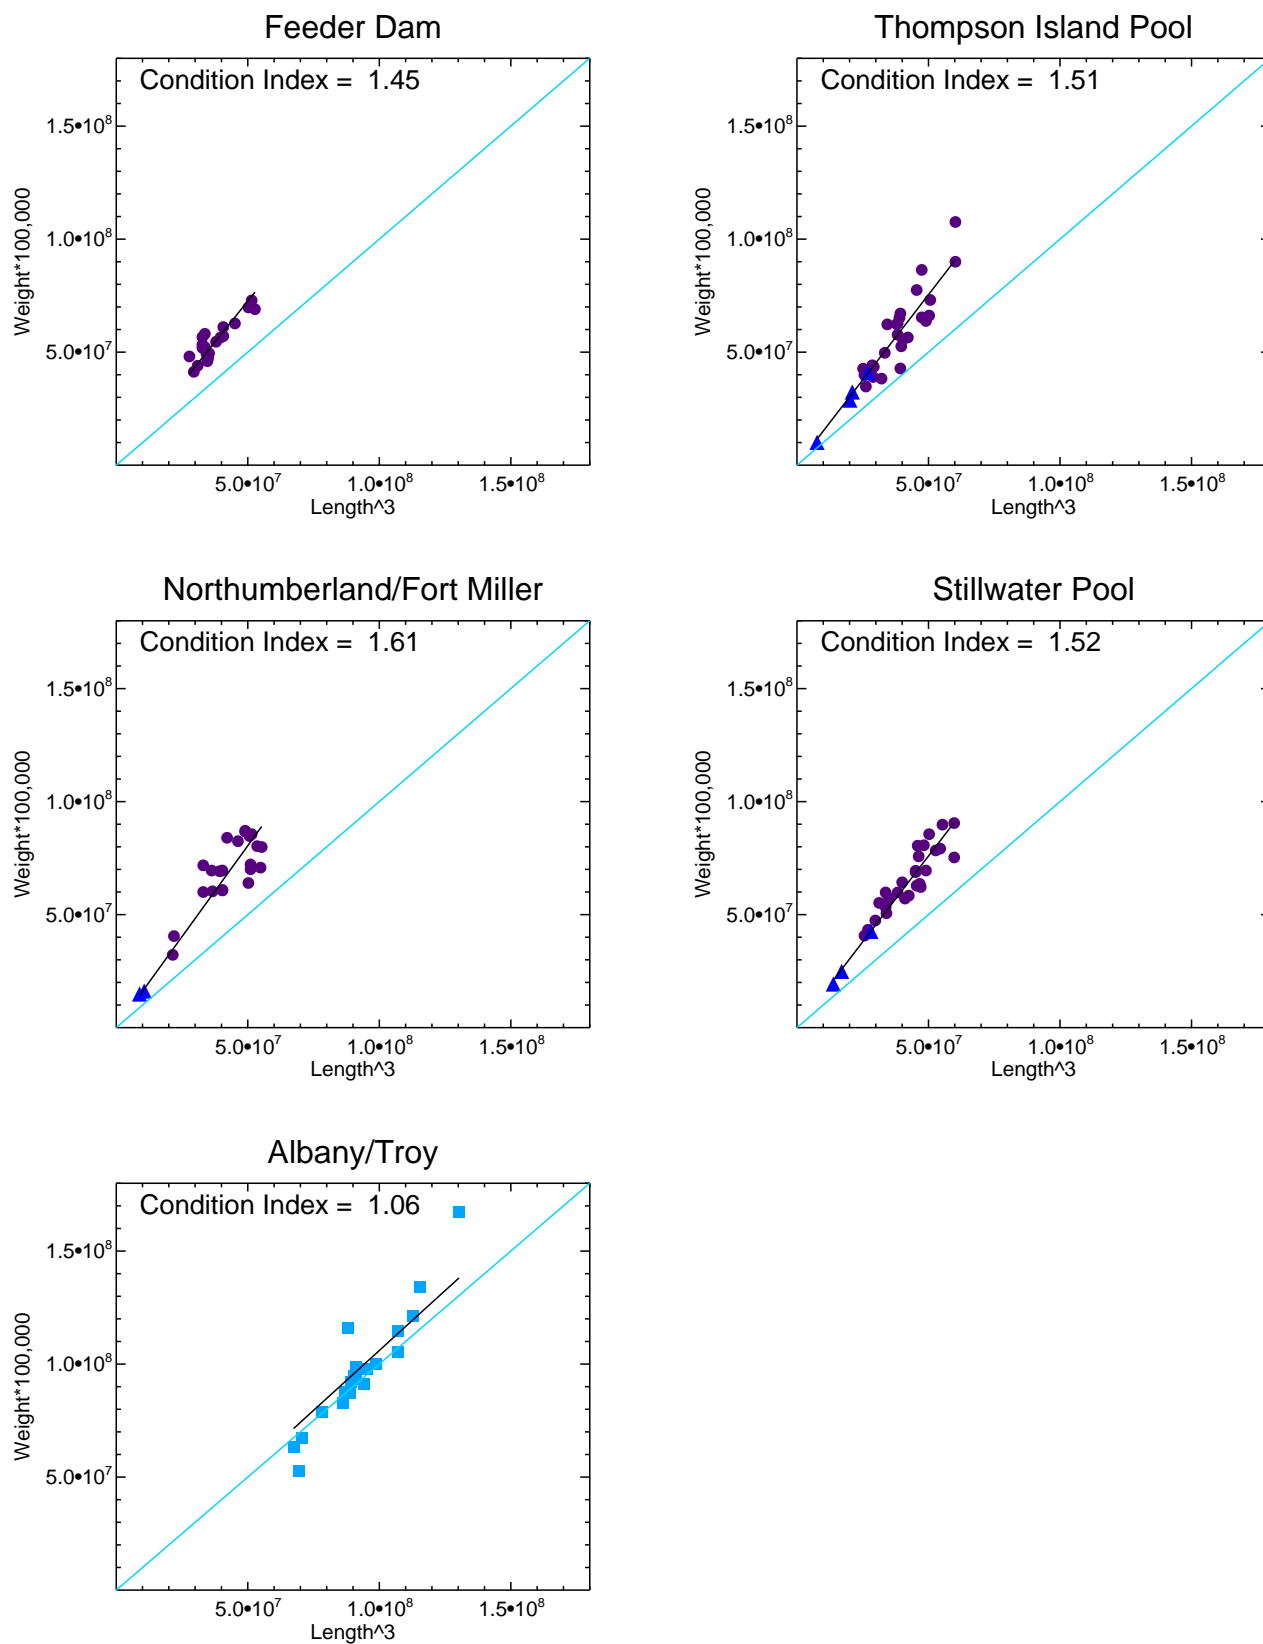 Feeder Dam
Condition Index = 1.45
1.5•10^8
1.0•10^8
5.0•10^7
Weight*100,000
5.0•10^7 1.0•10^8 1.5•10^8
Length^3
Thompson Island Pool
Condition Index = 1.51
1.5•10^8
1.0•10^8
5.0•10^7
Weight*100,000
5.0•10^7 1.0•10^8 1.5•10^8
Length^3
Northumberland/Fort Miller
Condition Index = 1.61
1.5•10^8
1.0•10^8
5.0•10^7
Weight*100,000
5.0•10^7 1.0•10^8 1.5•10^8
Length^3
Stillwater Pool
Condition Index = 1.52
1.5•10^8
1.0•10^8
5.0•10^7
Weight*100,000
5.0•10^7 1.0•10^8 1.5•10^8
Length^3
Albany/Troy
Condition Index = 1.06
1.5•10^8
1.0•10^8
5.0•10^7
Weight*100,000
5.0•10^7 1.0•10^8 1.5•10^8
Length^3